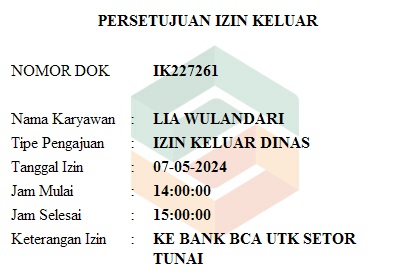 PERSETUJUAN IZIN KELUAR
NOMOR DOK IK227261
Nama Karyawan : LIA WULANDARI
Tipe Pengajuan : IZIN KELUAR DINAS
Tanggal Izin : 07-05-2024
Jam Mulai : 14:00:00
Jam Selesai : 15:00:00
Keterangan Izin : KE BANK BCA UTK SETOR
TUNAI